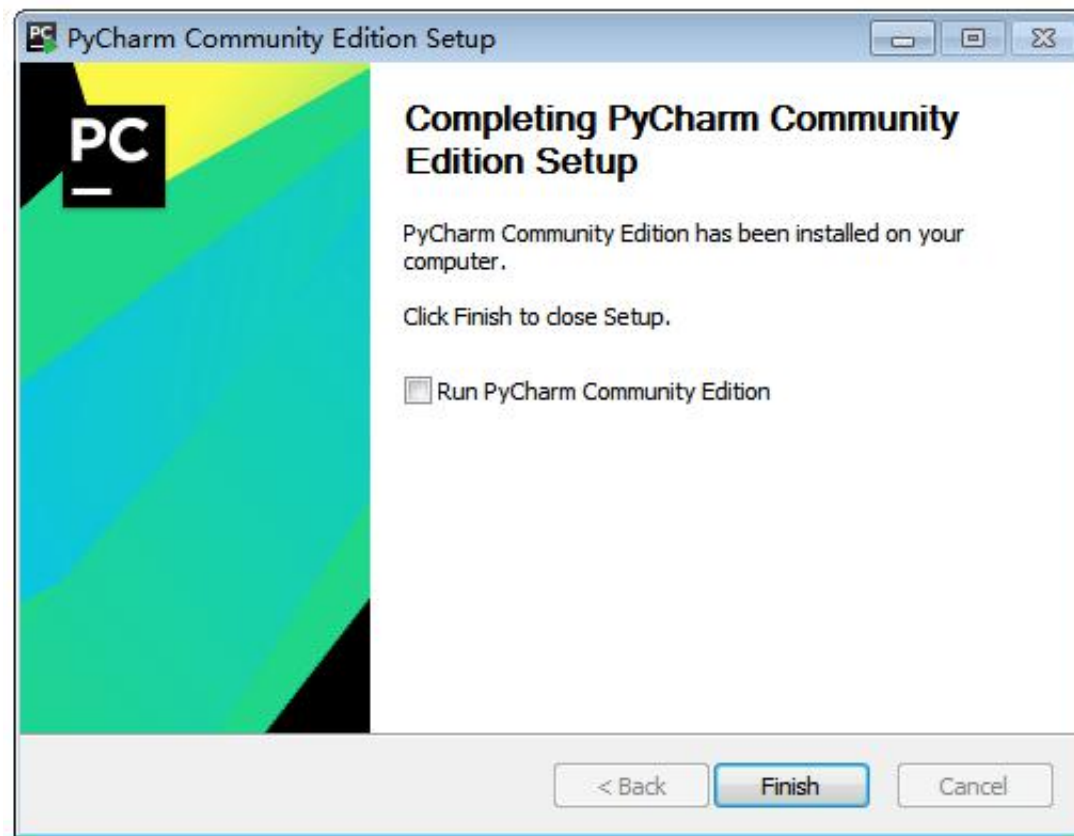 PC PyCharm Community Edition Setup
PC
Completing PyCharm Community
Edition Setup
PyCharm Community Edition has been installed on your
computer.
Click Finish to close Setup.
Run PyCharm Community Edition
< Back Finish Cancel